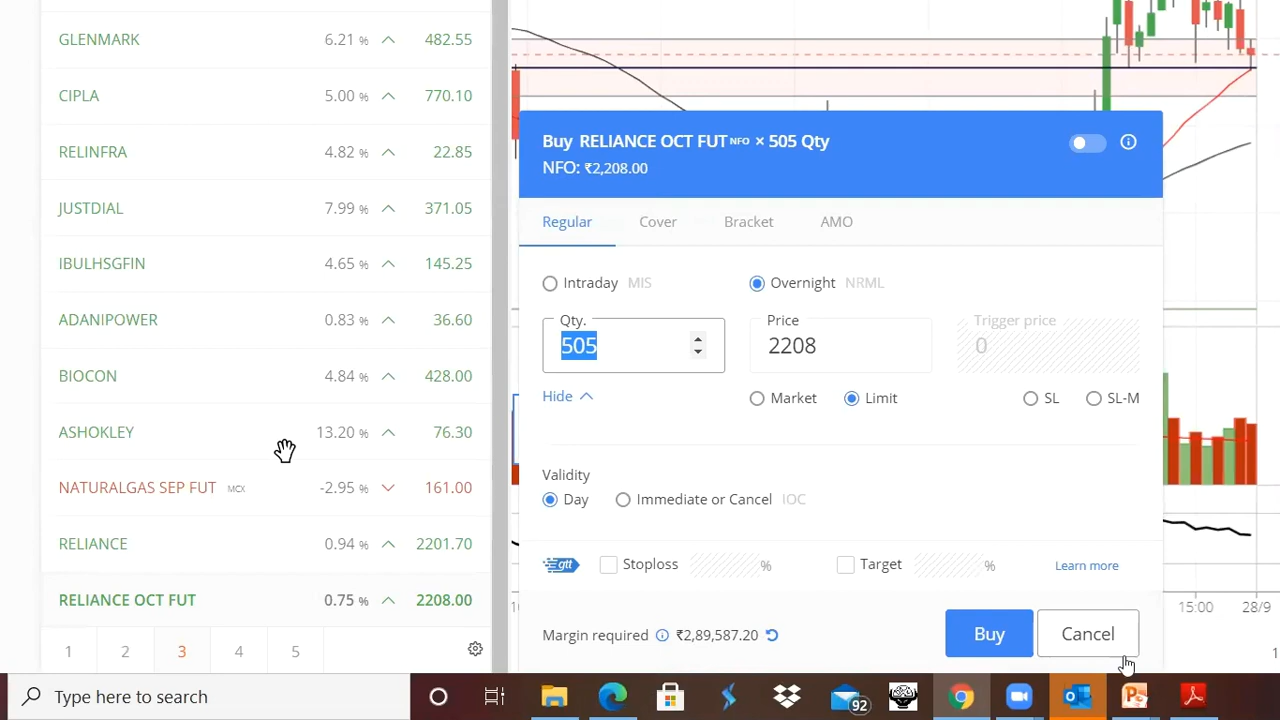 GLENMARK 6.21 % 482.55
CIPLA 5.00 % 770.10
RELINFRA 4.82 % 22.85
JUSTDIAL 7.99 % 371.05
IBULHSGFIN 4.65 % 145.25
ADANIPOWER 0.83 % 36.60
BIOCON 4.84 % 428.00
ASHOKLEY 13.20 % 76.30
NATURALGAS SEP FUT MCX -2.95 % 161.00
RELIANCE 0.94 % 2201.70
RELIANCE OCT FUT 0.75 % 2208.00
1 2 3 4 5
Buy RELIANCE OCT FUT NFO × 505 Qty
NFO: ₹2,208.00
Regular Cover Bracket AMO
Intraday MIS Overnight NRML
Qty. Price Trigger price
505 2208 0
Hide Market Limit SL SL-M
Validity
Day Immediate or Cancel IOC
gtt Stoploss % Target % Learn more
Margin required ₹2,89,587.20 Buy Cancel
15:00 28/9
Type here to search
92